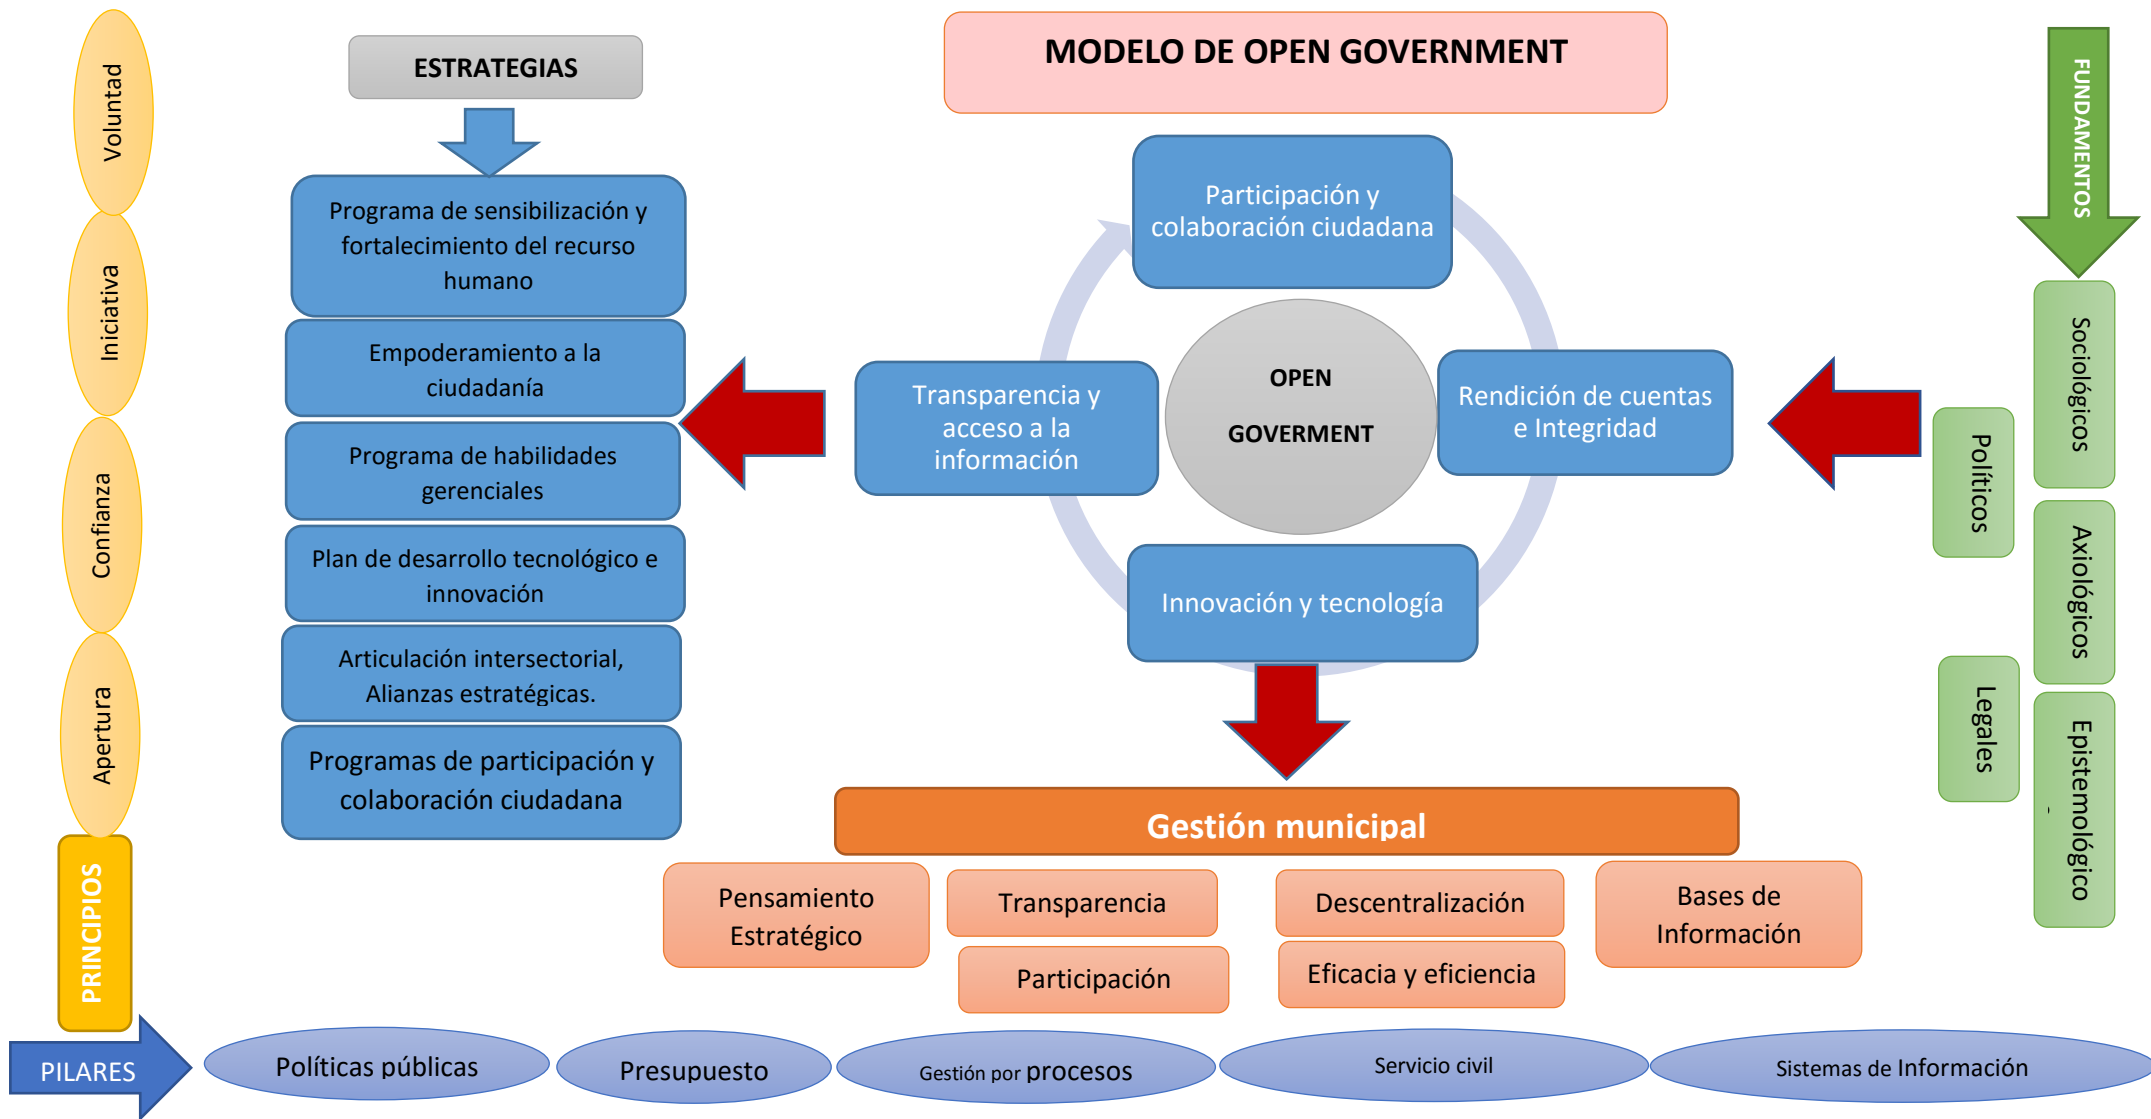 MODELO DE OPEN GOVERNMENT
ESTRATEGIAS
Programa de sensibilización y
fortalecimiento del recurso
humano
Empoderamiento a la
ciudadanía
Programa de habilidades
gerenciales
Plan de desarrollo tecnológico e
innovación
Articulación intersectorial,
Alianzas estratégicas.
Programas de participación y
colaboración ciudadana
Voluntad
Iniciativa
Confianza
Apertura
PRINCIPIOS
Participación y
colaboración ciudadana
Rendición de cuentas
e Integridad
Innovación y tecnología
Transparencia y
acceso a la
información
OPEN
GOVERMENT
FUNDAMENTOS
Sociológicos
Políticos
Axiológicos
Legales
Epistemológico
Gestión municipal
Pensamiento
Estratégico
Transparencia
Participación
Descentralización
Eficacia y eficiencia
Bases de
Información
PILARES
Políticas públicas
Presupuesto
Gestión por procesos
Servicio civil
Sistemas de Información